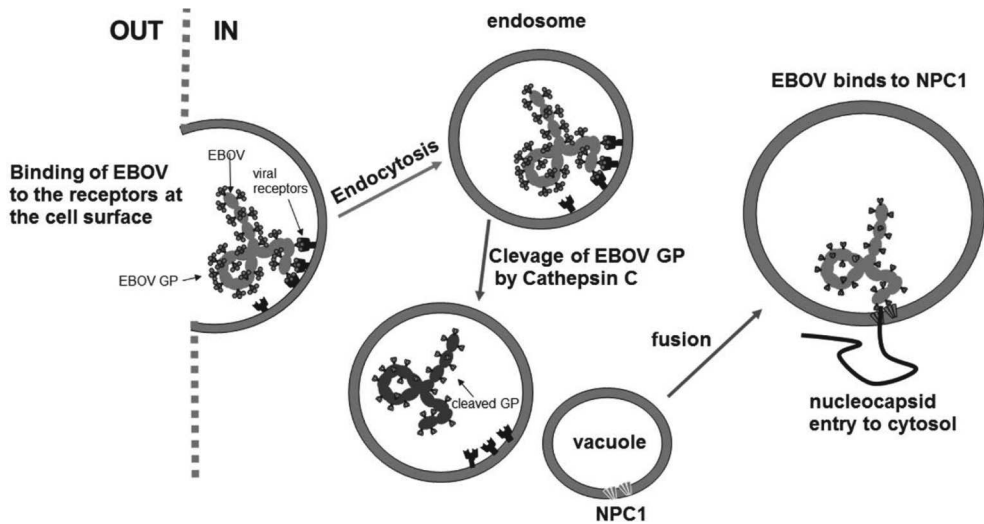 OUT
IN
Binding of EBOV
to the receptors at
the cell surface
EBOV
viral
receptors
EBOV GP
Endocytosis
endosome
Clevage of EBOV GP
by Cathepsin C
cleaved GP
vacuole
NPC1
fusion
EBOV binds to NPC1
nucleocapsid
entry to cytosol